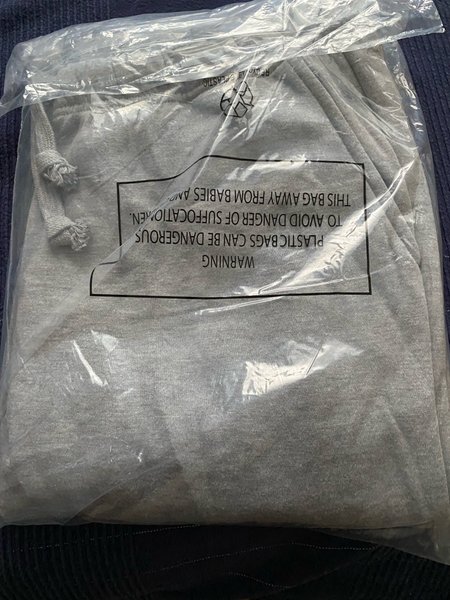 WARNING
PLASTIC BAGS CAN BE DANGEROUS
TO AVOID DANGER OF SUFFOCATION
THIS BAG AWAY FROM BABIES AND